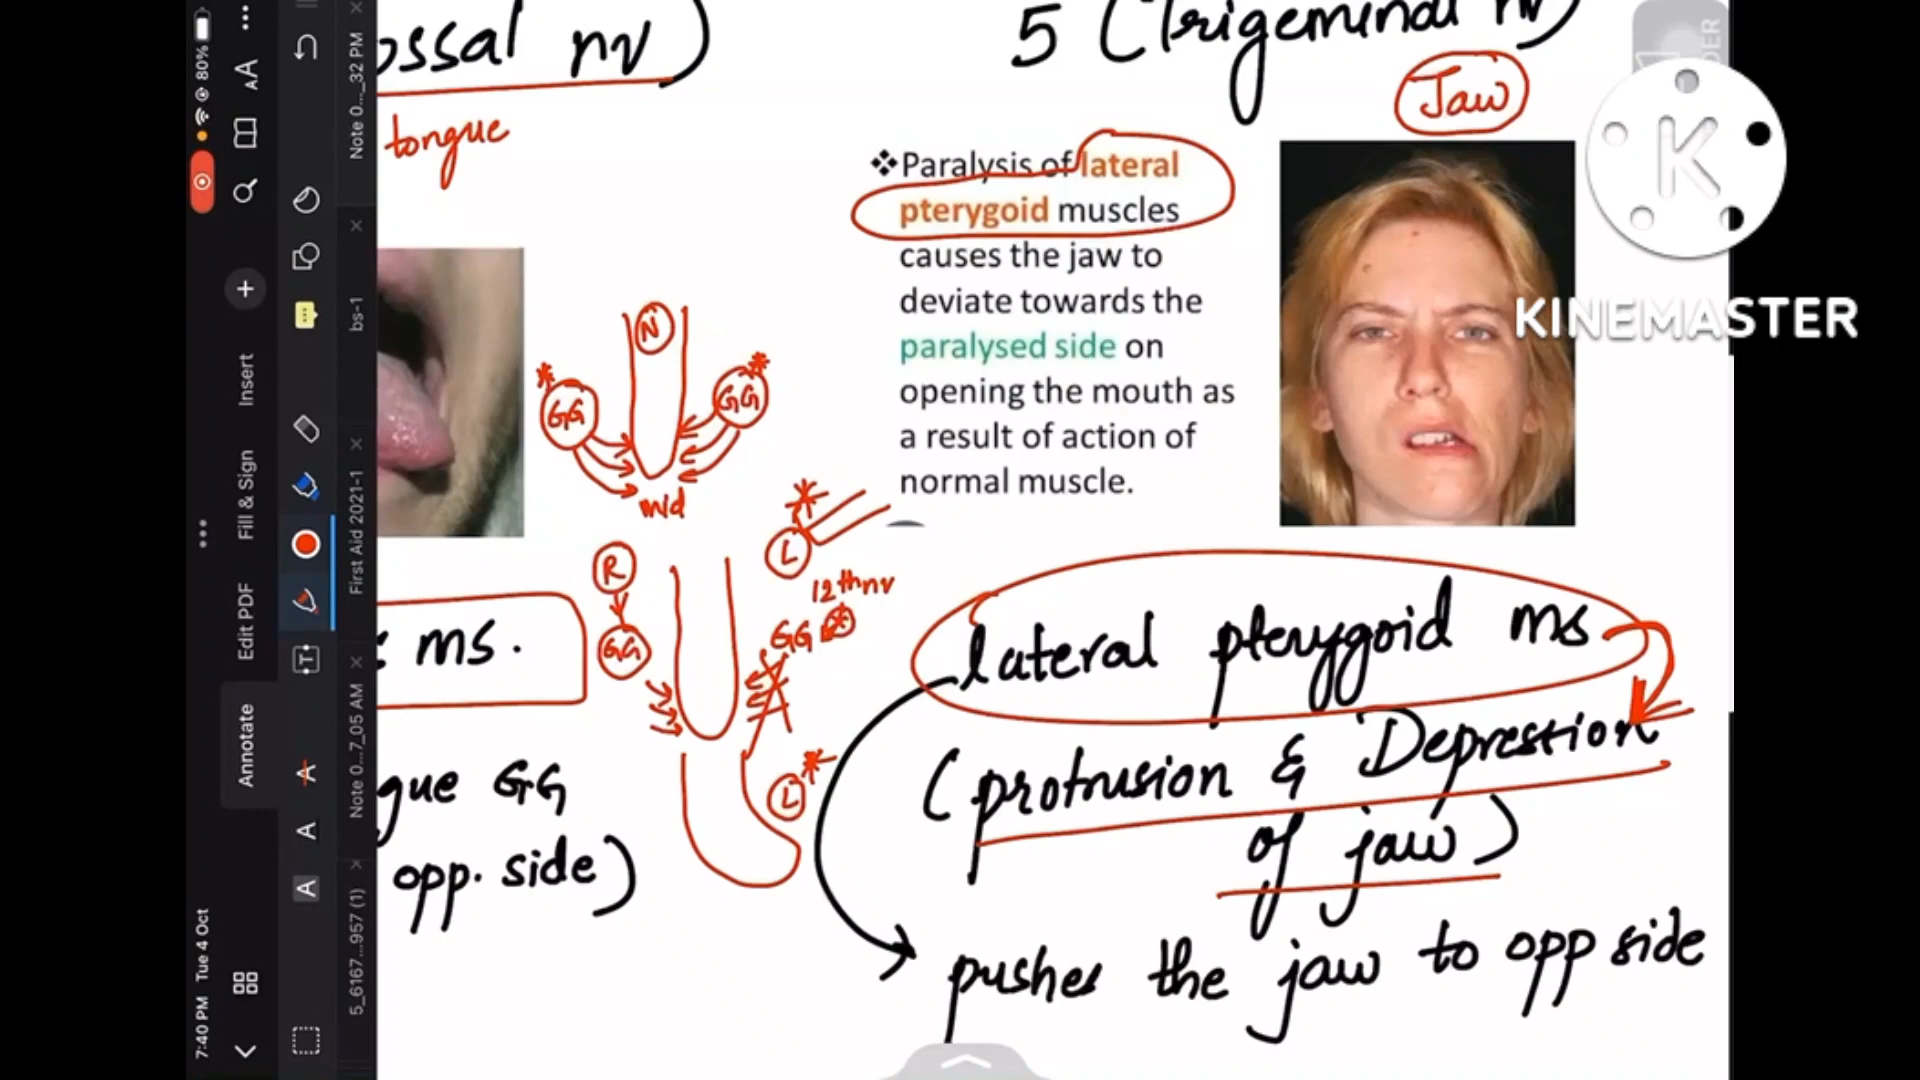 ossal nv)
tongue
5 (Trigeminal nv)
Jaw
❖Paralysis of lateral
pterygoid muscles
causes the jaw to
deviate towards the
paralysed side on
opening the mouth as
a result of action of
normal muscle.
N
GG
GG
mid
L
R
12th nv
GG
GG
L
ms.
gue GG
opp. side)
lateral pterygoid ms
(protrusion & Depression
of jaw)
pushes the jaw to opp side
K
KINEMASTER
DER
80%
7:40 PM Tue 4 Oct
AA
Insert
Fill & Sign
Edit PDF
Annotate
T
A
A
A
Note 0..._32 PM
bs-1
First Aid 2021-1
Note 0...7_05 AM
5_6167...957 (1)